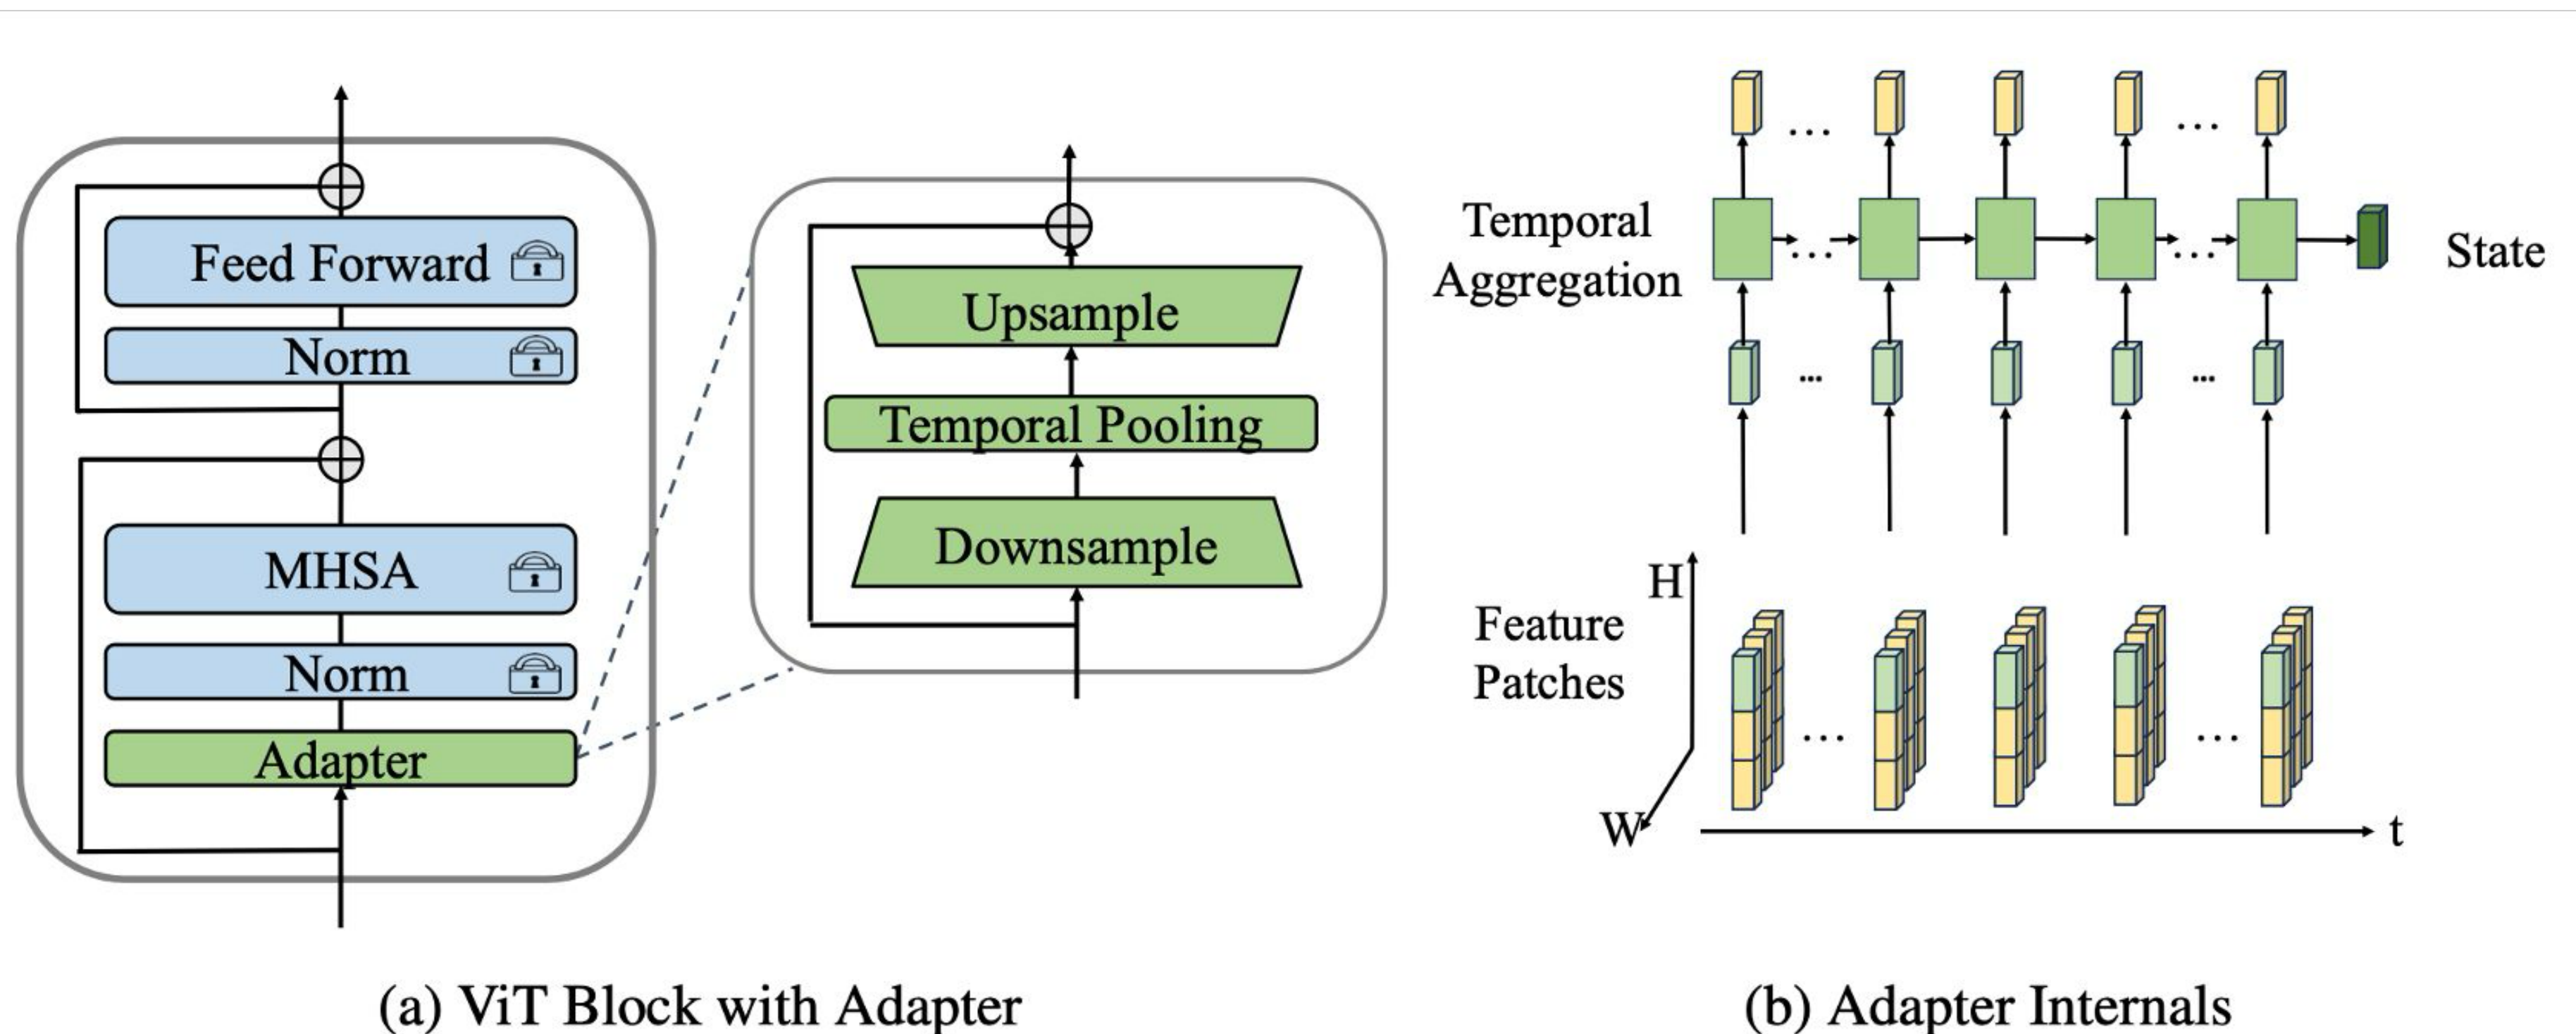 Feed Forward
Norm
MHSA
Norm
Adapter
Upsample
Temporal Pooling
Downsample
(a) ViT Block with Adapter
...
...
Temporal
Aggregation
...
...
State
...
...
H
Feature
Patches
...
...
W
t
(b) Adapter Internals